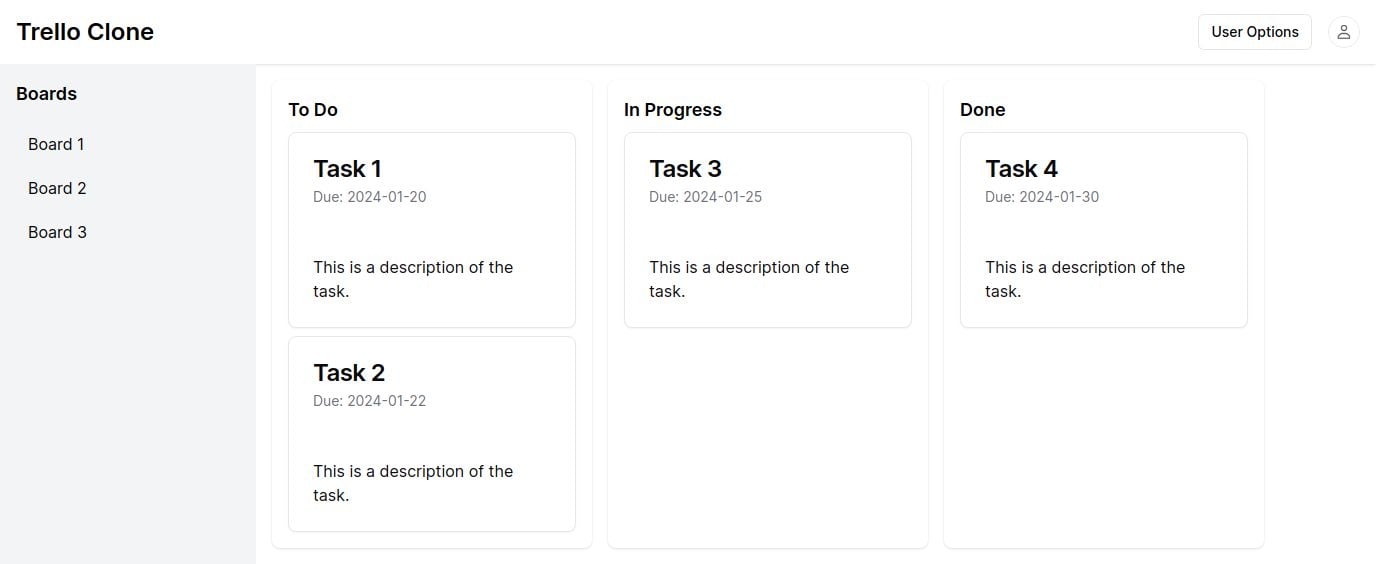 Trello Clone
User Options
Boards
Board 1
Board 2
Board 3
To Do
Task 1
Due: 2024-01-20
This is a description of the
task.
Task 2
Due: 2024-01-22
This is a description of the
task.
In Progress
Task 3
Due: 2024-01-25
This is a description of the
task.
Done
Task 4
Due: 2024-01-30
This is a description of the
task.